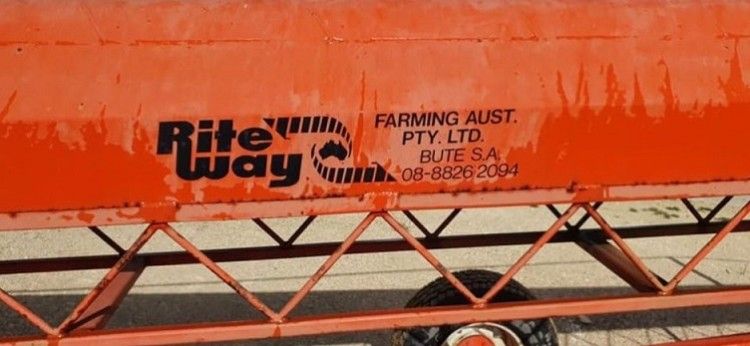 Rite
Way
FARMING AUST.
PTY. LTD.
BUTE S.A.
08-8826 2094